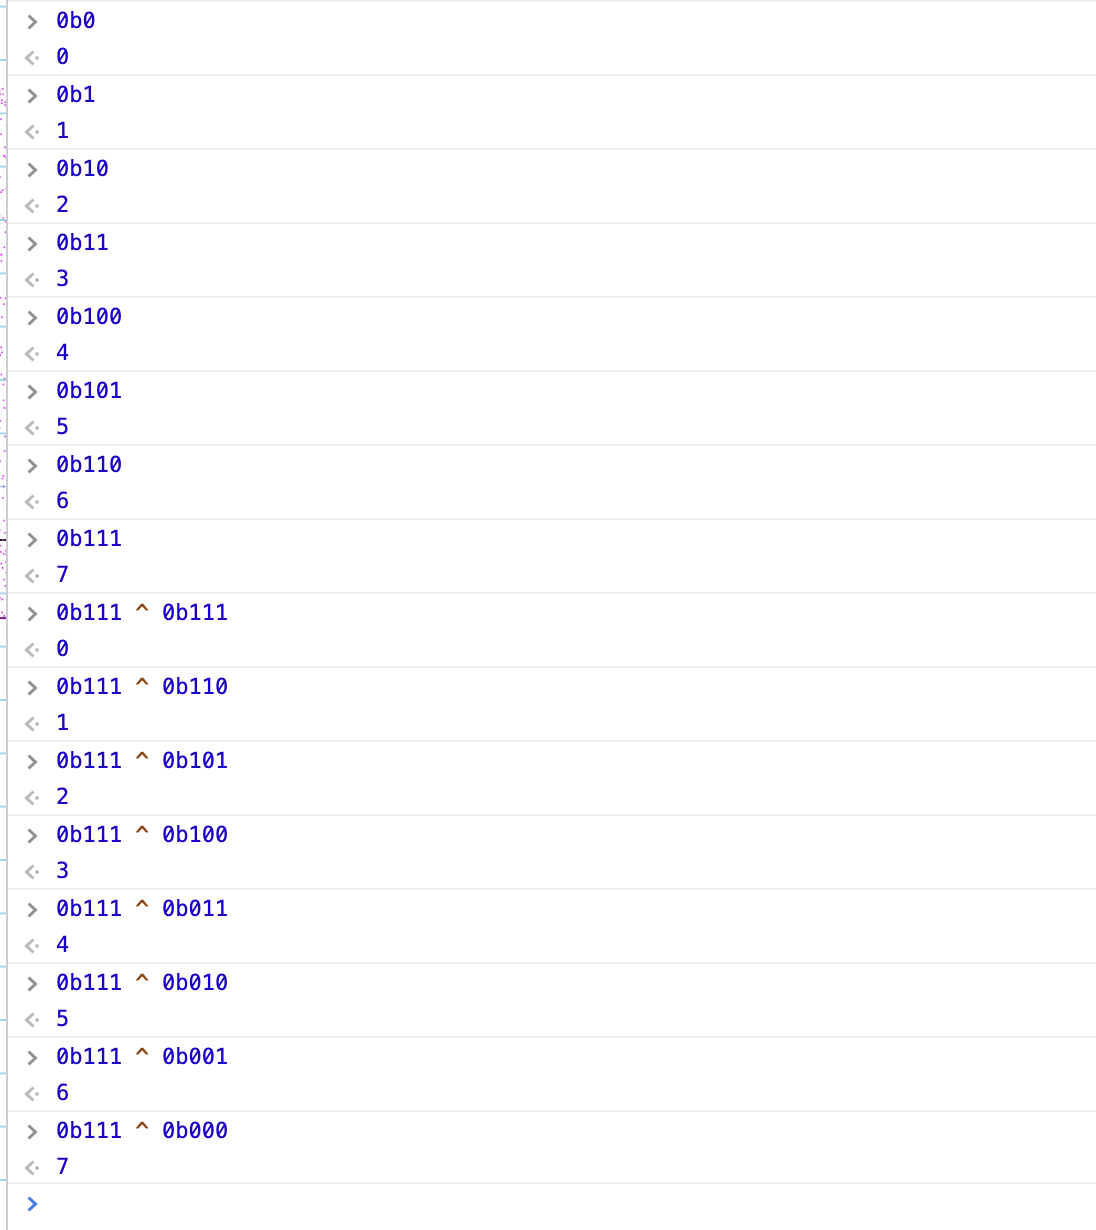 > 0b0
< 0
> 0b1
< 1
> 0b10
< 2
> 0b11
< 3
> 0b100
< 4
> 0b101
< 5
> 0b110
< 6
> 0b111
< 7
> 0b111 ^ 0b111
< 0
> 0b111 ^ 0b110
< 1
> 0b111 ^ 0b101
< 2
> 0b111 ^ 0b100
< 3
> 0b111 ^ 0b011
< 4
> 0b111 ^ 0b010
< 5
> 0b111 ^ 0b001
< 6
> 0b111 ^ 0b000
< 7
>